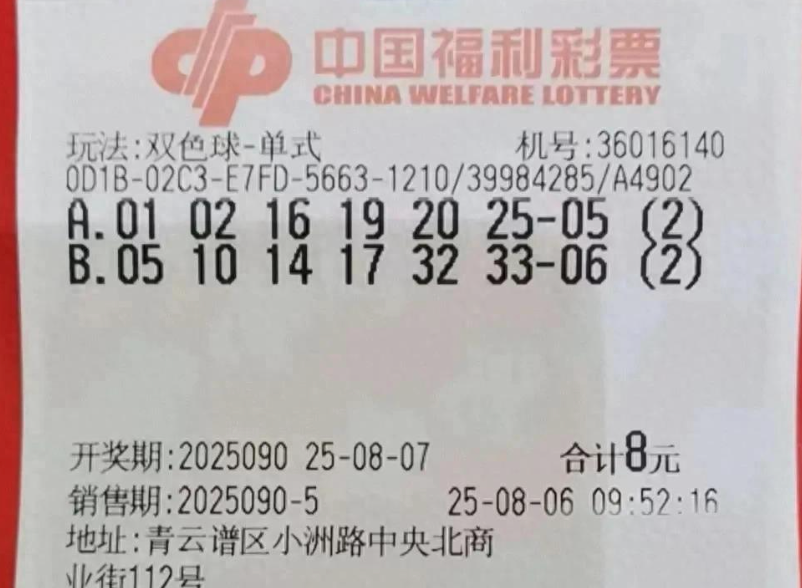 中国福利彩票
CHINA WELFARE LOTTERY
玩法:双色球-单式 机号:36016140
0D1B-02C3-E7FD-5663-1210/39984285/A4902
A.01 02 16 19 20 25-05 (2)
B.05 10 14 17 32 33-06 (2)
开奖期:2025090 25-08-07 合计8元
销售期:2025090-5 25-08-06 09:52:16
地址:青云谱区小洲路中央北商
业街112号